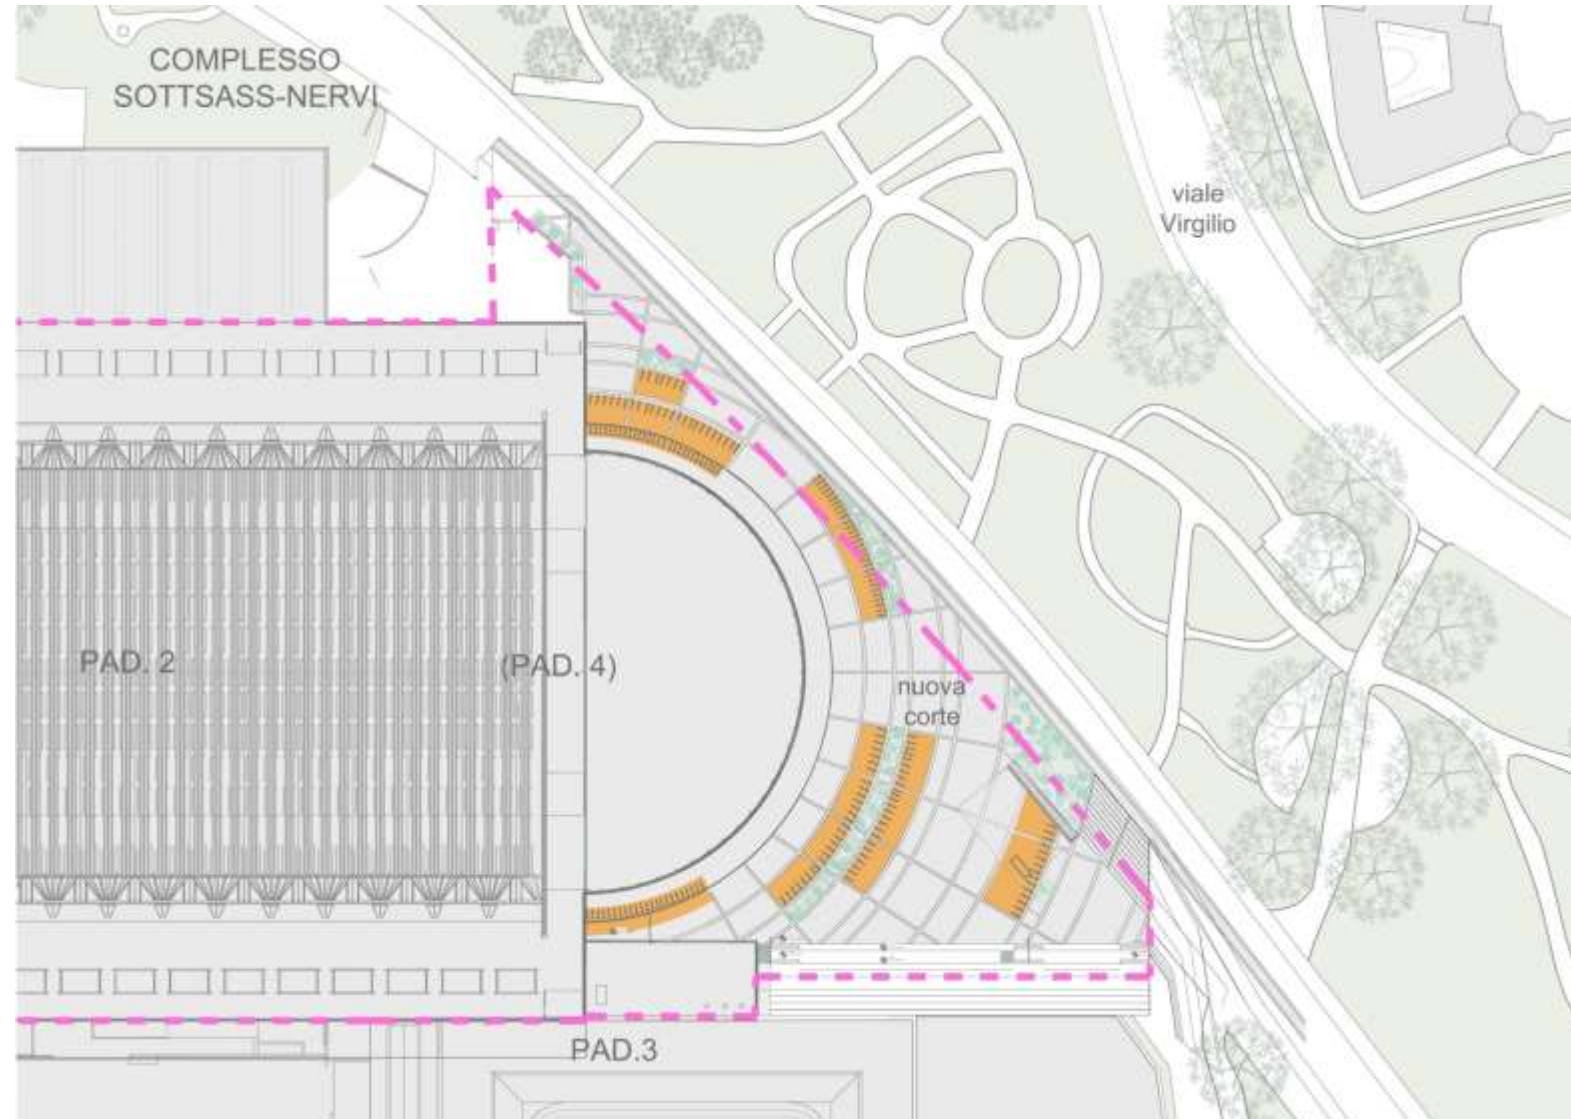 COMPLESSO
SOTTSASS-NERVI
viale
Virgilio
PAD. 2
(PAD. 4)
nuova
corte
PAD.3